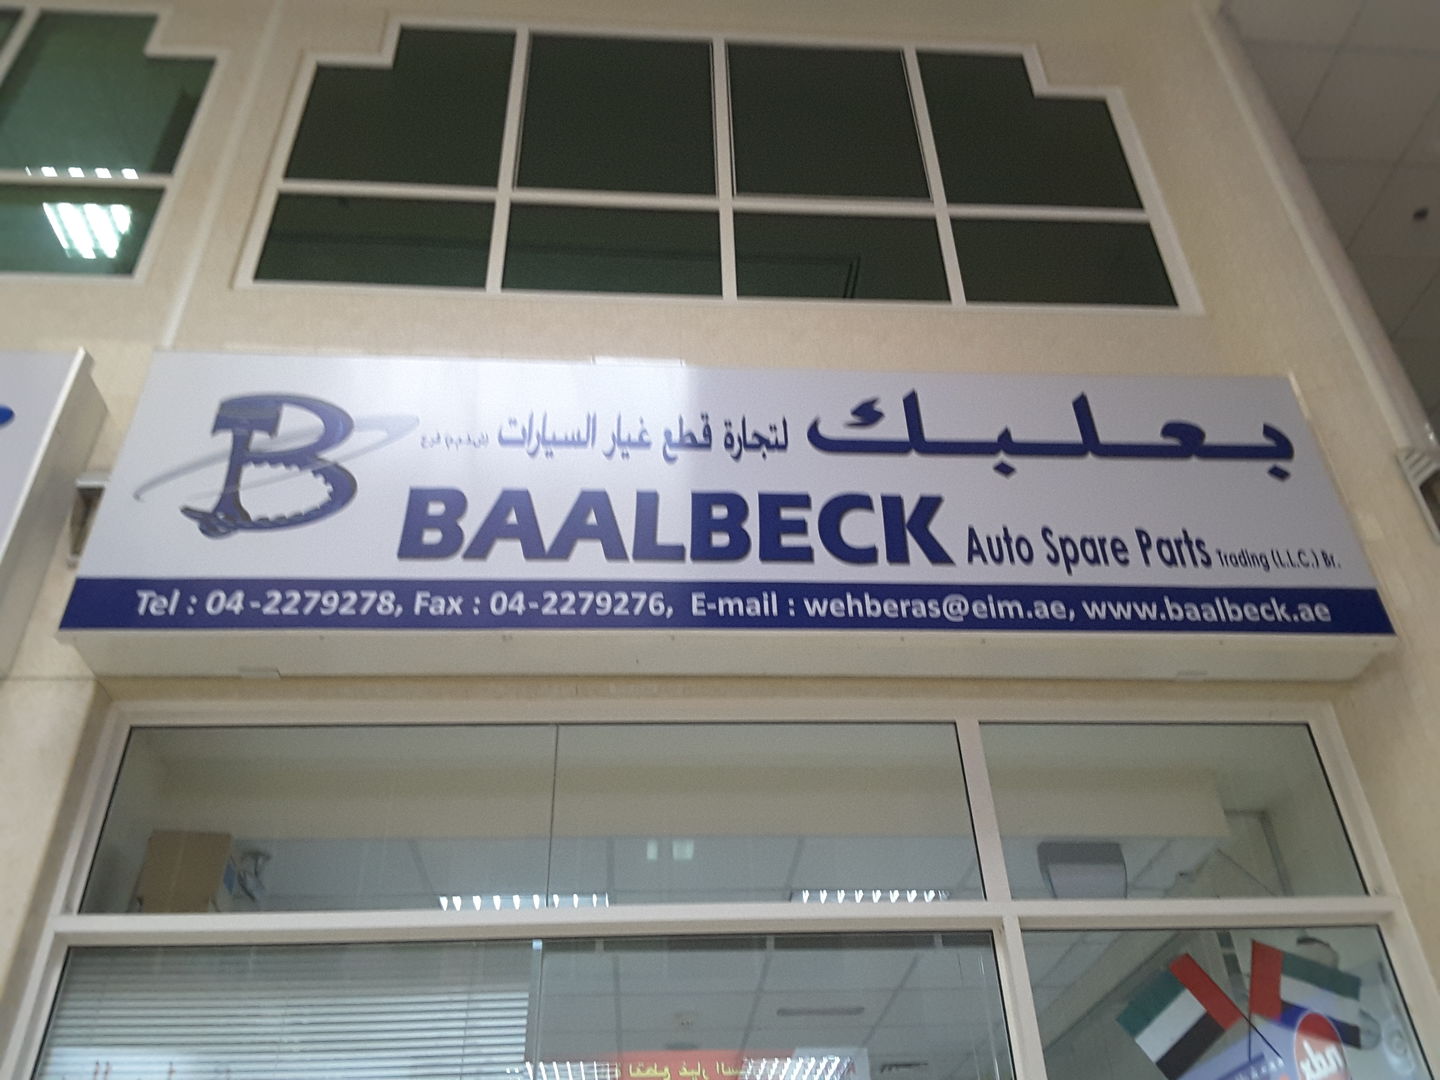 بعلبك لتجارة قطع غيار السيارات (ش.ذ.م.م) فرع
BAALBECK Auto Spare Parts Trading (L.L.C.) Br.
Tel : 04-2279278, Fax : 04-2279276, E-mail : wehberas@eim.ae, www.baalbeck.ae